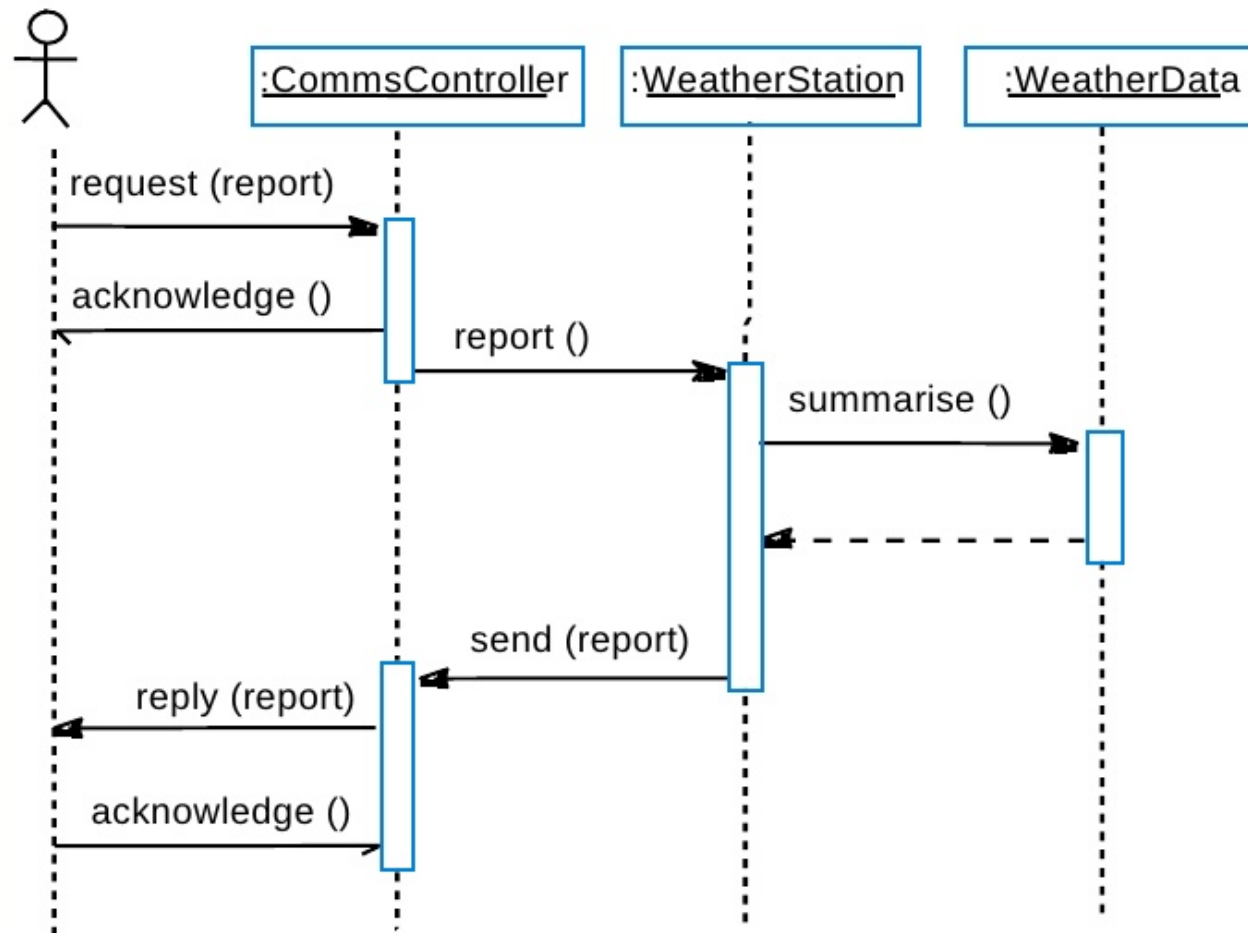 :CommsController
:WeatherStation
:WeatherData
request (report)
acknowledge ()
report ()
summarise ()
send (report)
reply (report)
acknowledge ()